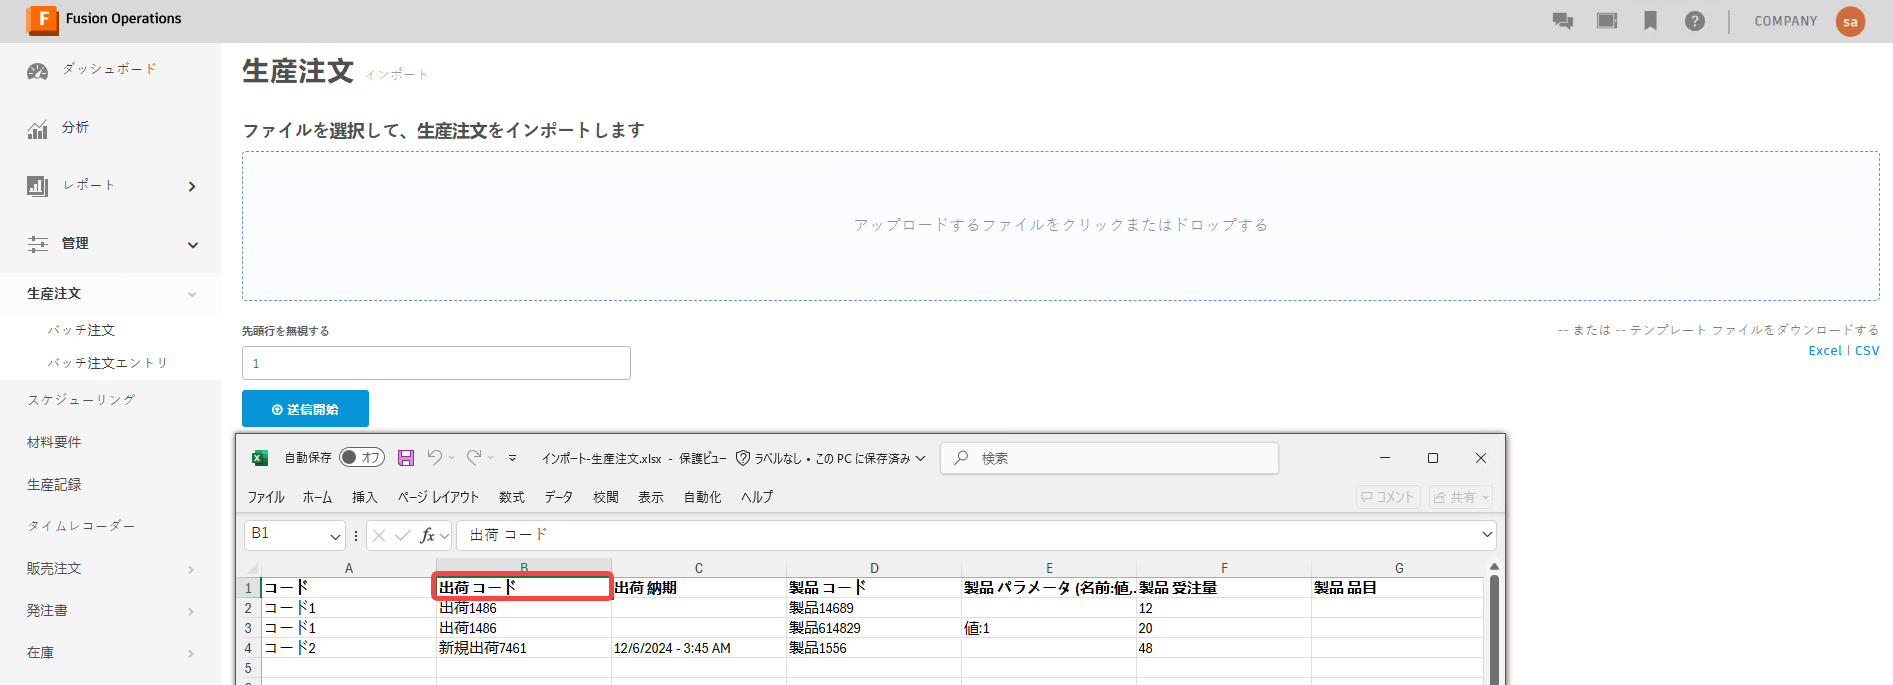 F Fusion Operations
COMPANY sa
ダッシュボード
分析
レポート
管理
生産注文
バッチ注文
バッチ注文エントリ
スケジューリング
材料要件
生産記録
タイムレコーダー
販売注文
発注書
在庫
生産注文 インポート
ファイルを選択して、生産注文をインポートします
アップロードするファイルをクリックまたはドロップする
先頭行を無視する
1
-- または -- テンプレート ファイルをダウンロードする
Excel | CSV
送信開始
自動保存 オフ インポート-生産注文.xlsx - 保護ビュー ラベルなし • この PC に保存済み 検索
ファイル ホーム 挿入 ページ レイアウト 数式 データ 校閲 表示 自動化 ヘルプ コメント 共有
B1 fx 出荷 コード
A B C D E F G
1 コード 出荷 コード 出荷 納期 製品 コード 製品 パラメータ (名前:値,.. 製品 受注量 製品 品目
2 コード1 出荷1486 製品14689 12
3 コード1 出荷1486 製品614829 値:1 20
4 コード2 新規出荷7461 12/6/2024 - 3:45 AM 製品1556 48
5